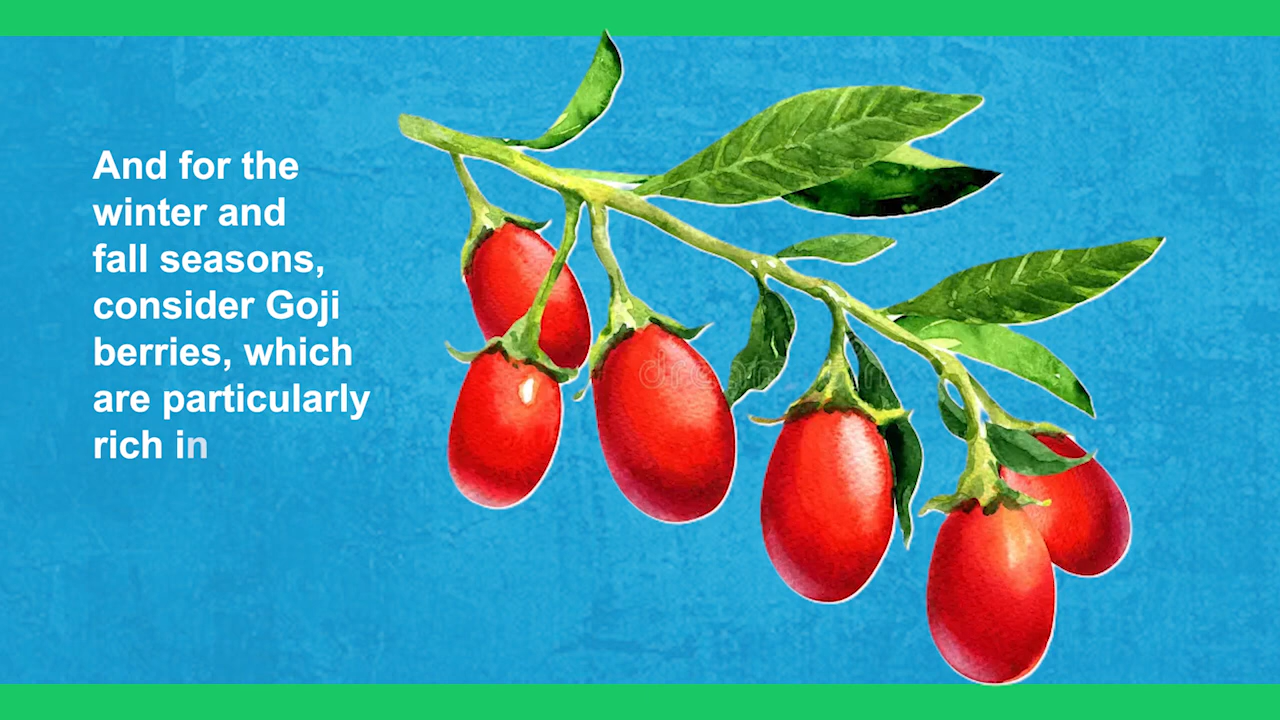 And for the
winter and
fall seasons,
consider Goji
berries, which
are particularly
rich in